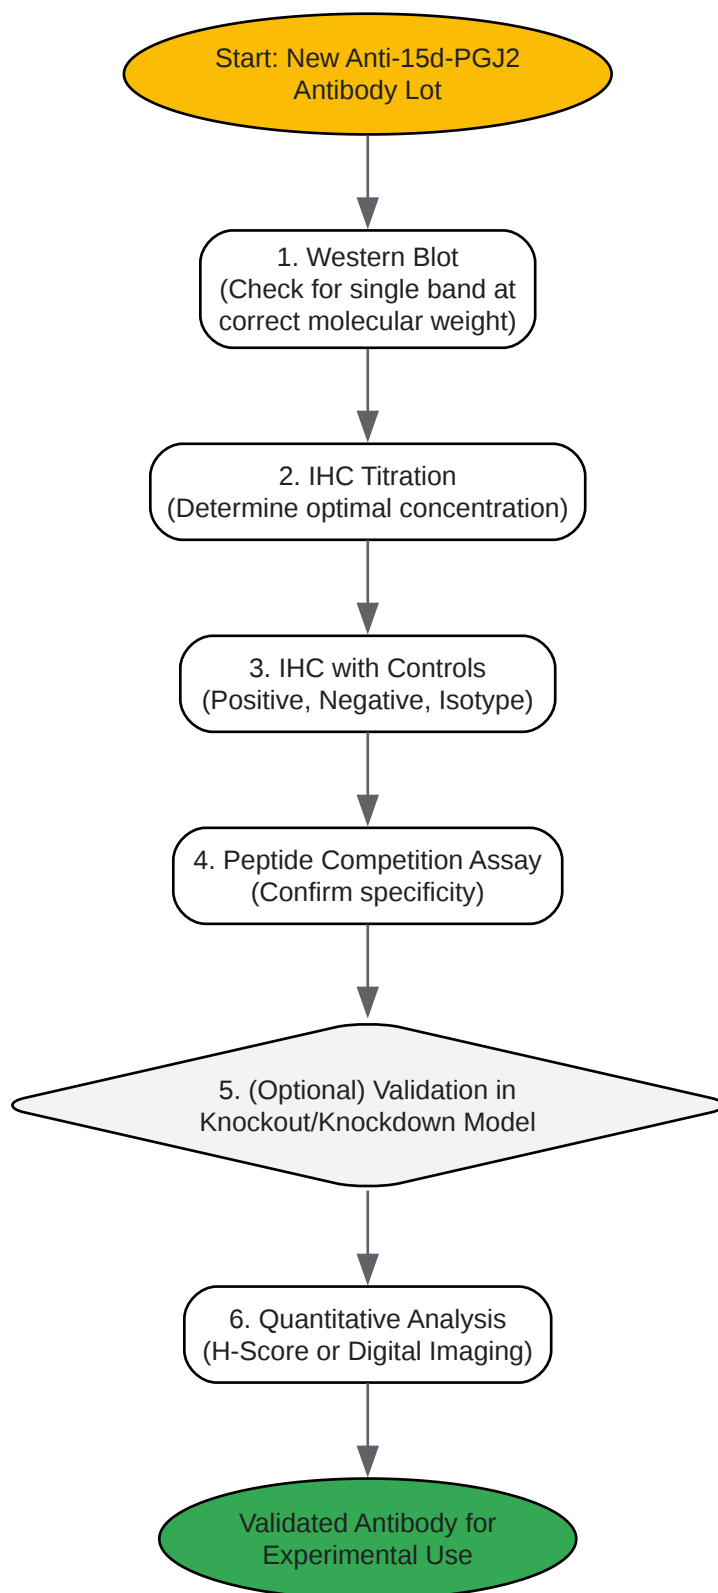 Start: New Anti-15d-PGJ2
Antibody Lot
1. Western Blot
(Check for single band at
correct molecular weight)
2. IHC Titration
(Determine optimal concentration)
3. IHC with Controls
(Positive, Negative, Isotype)
4. Peptide Competition Assay
(Confirm specificity)
5. (Optional) Validation in
Knockout/Knockdown Model
6. Quantitative Analysis
(H-Score or Digital Imaging)
Validated Antibody for
Experimental Use